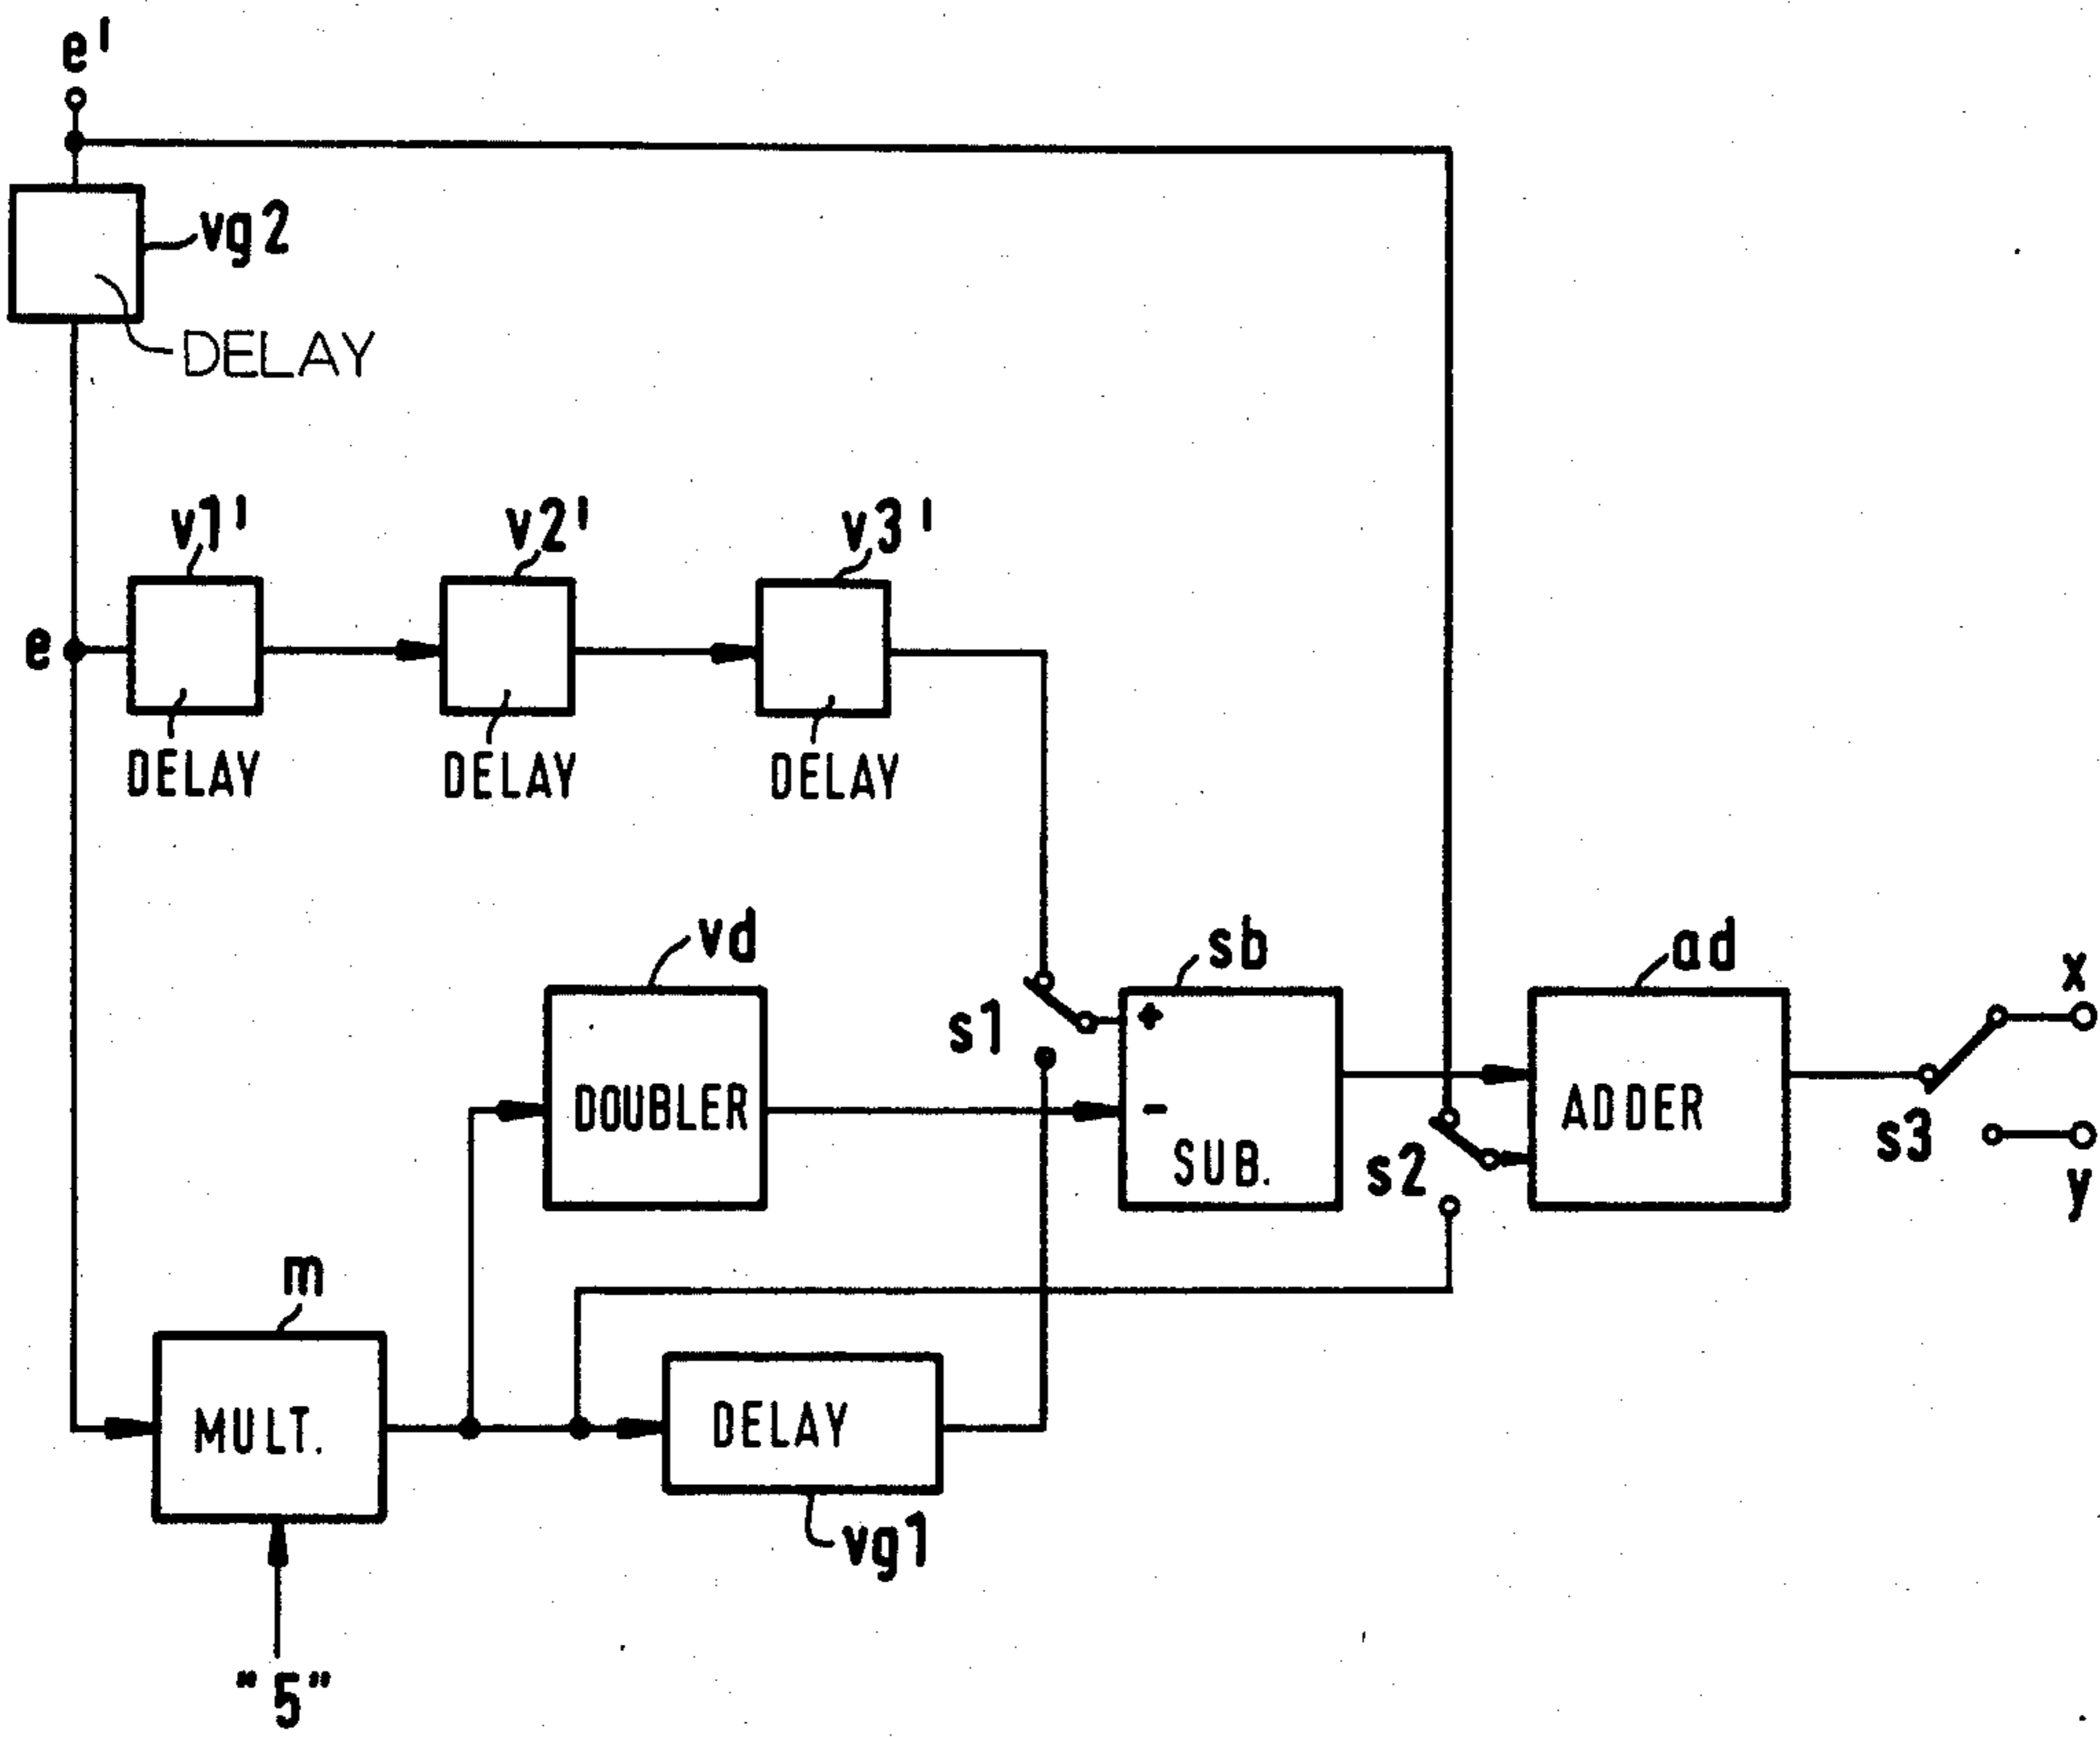 e'
vg2
DELAY
v1' v2' v3'
e
DELAY DELAY DELAY
vd sb ad x
s1 +
DOUBLER - ADDER
SUB. s2 s3
y
m
MULT. DELAY
vg1
"5"